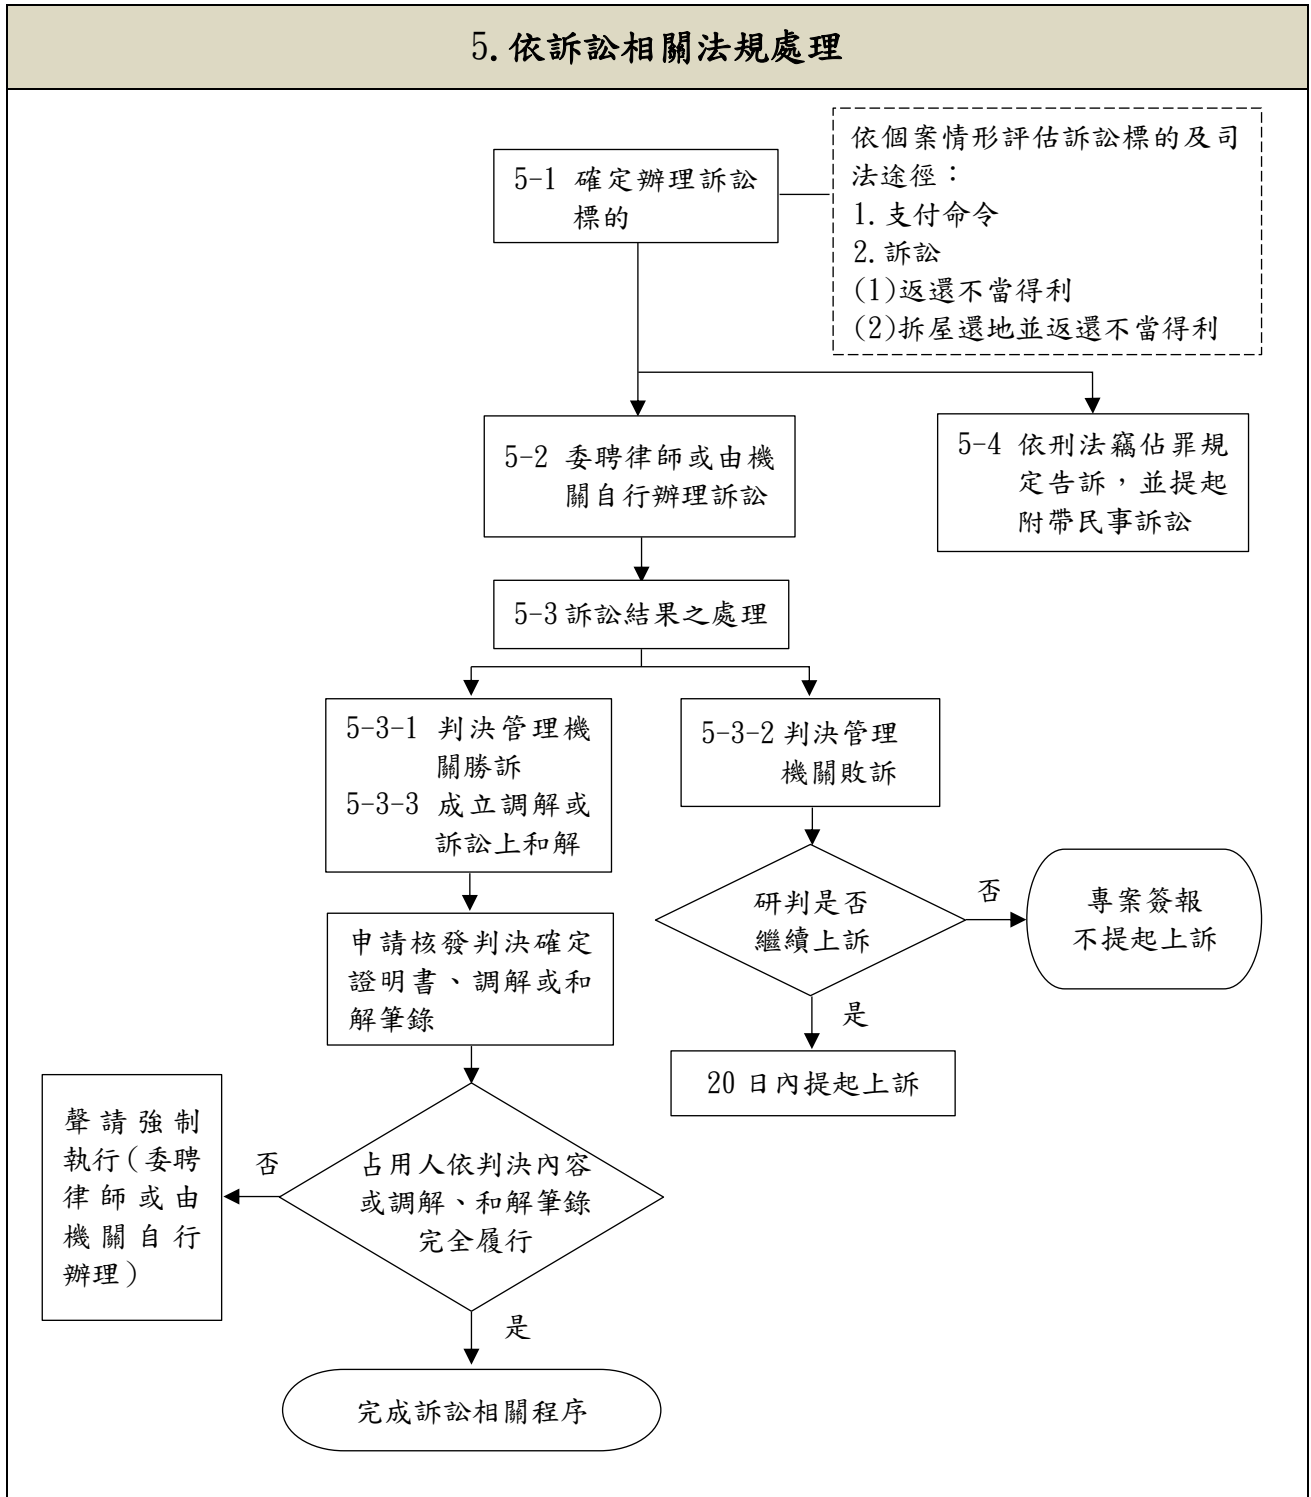 5.依訴訟相關法規處理
5-1 確定辦理訴訟
標的
依個案情形評估訴訟標的及司
法途徑：
1.支付命令
2.訴訟
(1)返還不當得利
(2)拆屋還地並返還不當得利
5-2 委聘律師或由機
關自行辦理訴訟
5-4 依刑法竊佔罪規
定告訴，並提起
附帶民事訴訟
5-3訴訟結果之處理
5-3-1 判決管理機
關勝訴
5-3-3 成立調解或
訴訟上和解
5-3-2判決管理
機關敗訴
研判是否
繼續上訴
否
專案簽報
不提起上訴
是
20日內提起上訴
申請核發判決確定
證明書、調解或和
解筆錄
占用人依判決內容
或調解、和解筆錄
完全履行
否
聲請強制
執行(委聘
律師或由
機關自行
辦理)
是
完成訴訟相關程序